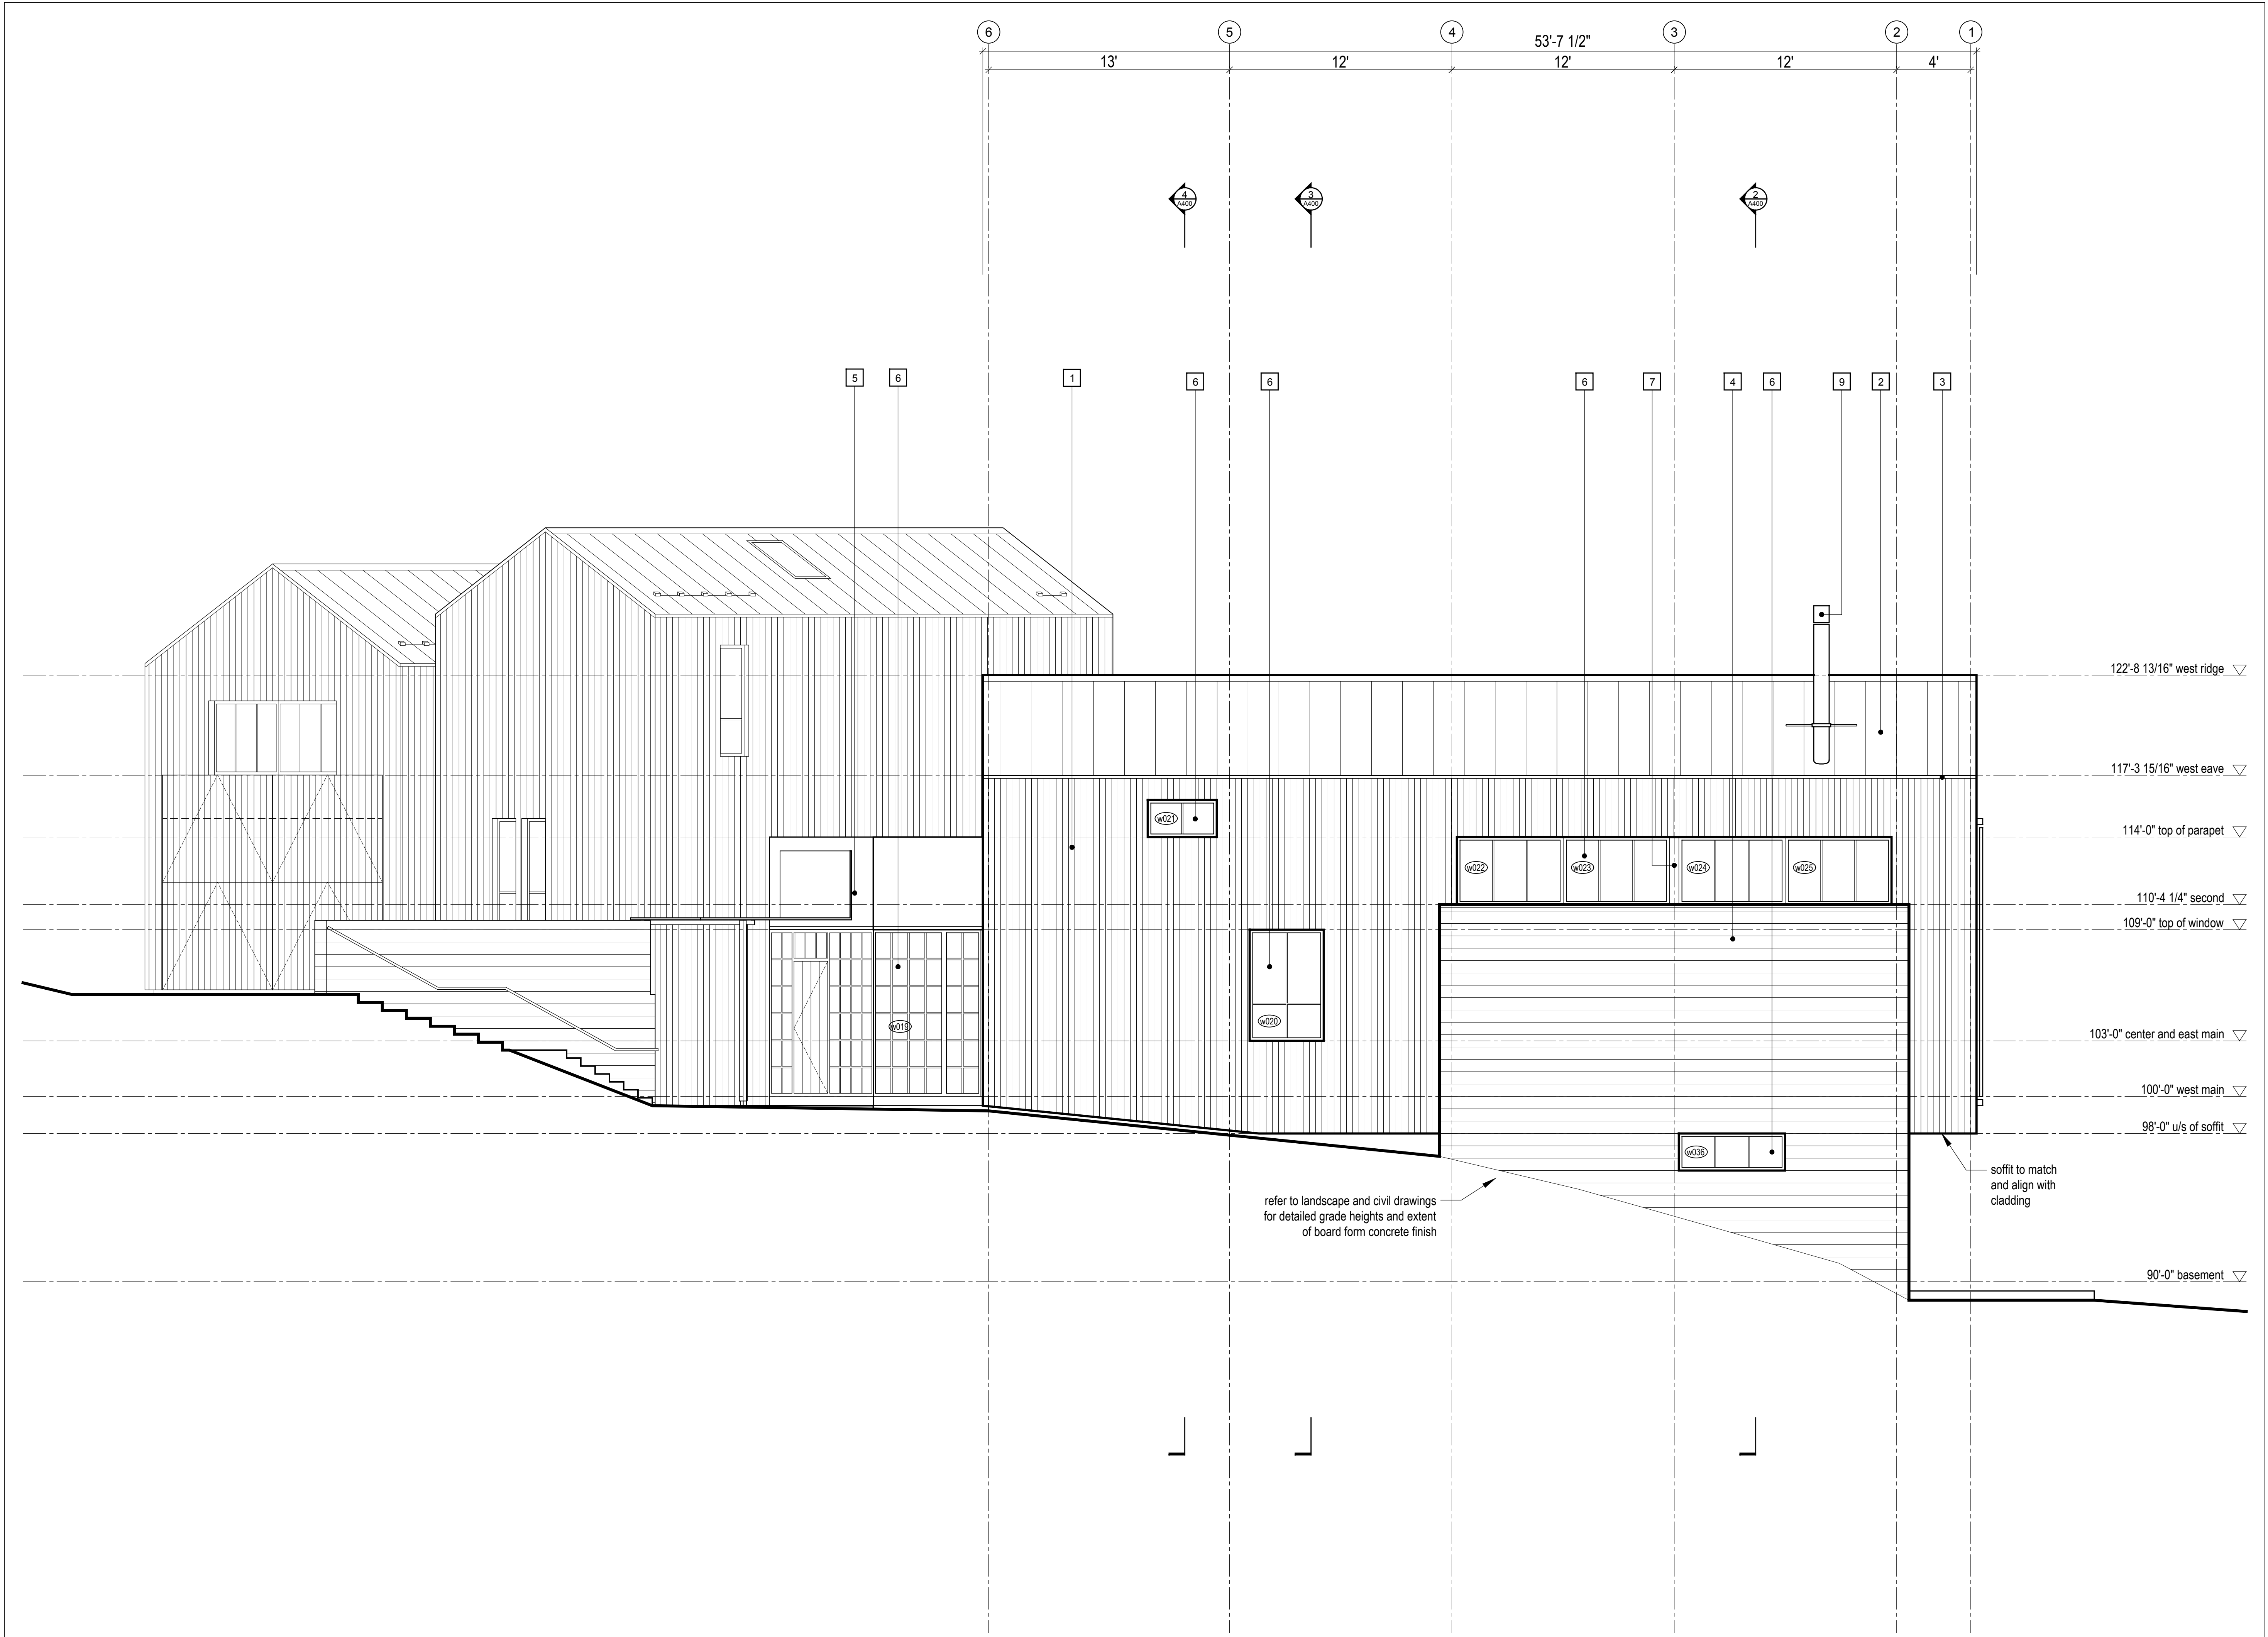 6
5
4
3
2
1
53'-7 1/2"
13'
12'
12'
12'
4'
4
A400
3
A400
2
A400
5
6
1
6
6
6
7
4
6
9
2
3
122'-8 13/16" west ridge
117'-3 15/16" west eave
w021
114'-0" top of parapet
w022
w023
w024
w025
110'-4 1/4" second
109'-0" top of window
w020
w019
103'-0" center and east main
100'-0" west main
98'-0" u/s of soffit
w036
soffit to match
and align with
cladding
refer to landscape and civil drawings
for detailed grade heights and extent
of board form concrete finish
90'-0" basement